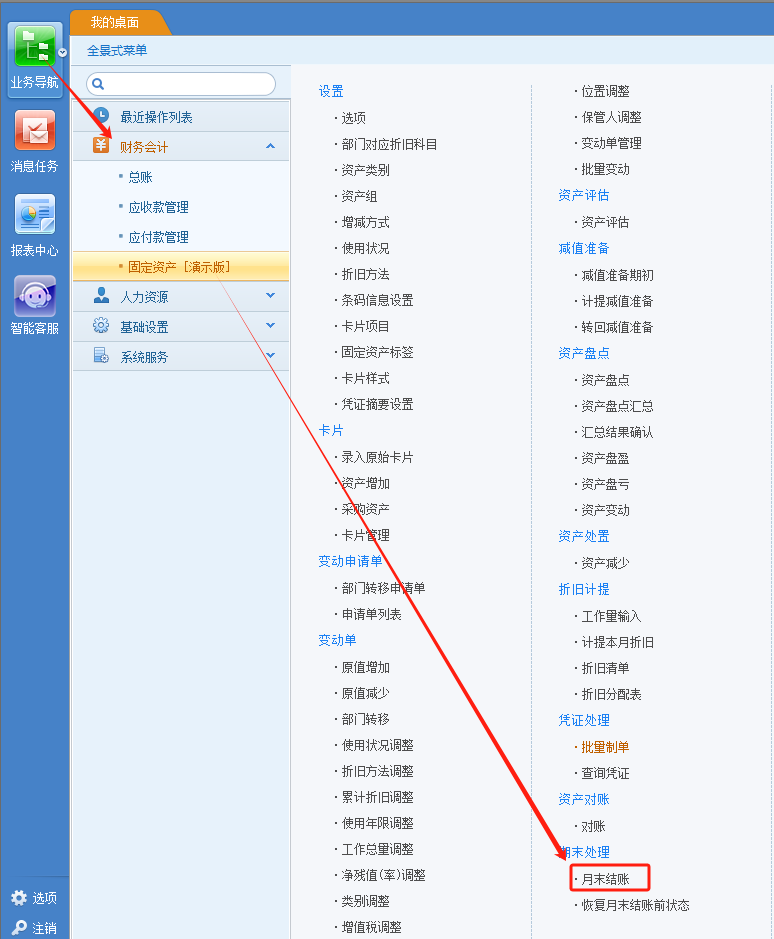 我的桌面
业务导航
消息任务
报表中心
智能客服
选项
注销
全景式菜单
最近操作列表
财务会计
总账
应收款管理
应付款管理
固定资产 [演示版]
人力资源
基础设置
系统服务
设置
·选项
·部门对应折旧科目
·资产类别
·资产组
·增减方式
·使用状况
·折旧方法
·条码信息设置
·卡片项目
·固定资产标签
·卡片样式
·凭证摘要设置
卡片
·录入原始卡片
·资产增加
·采购资产
·卡片管理
变动申请单
·部门转移申请单
·申请单列表
变动单
·原值增加
·原值减少
·部门转移
·使用状况调整
·折旧方法调整
·累计折旧调整
·使用年限调整
·工作总量调整
·净残值(率)调整
·类别调整
·增值税调整
·位置调整
·保管人调整
·变动单管理
·批量变动
资产评估
·资产评估
减值准备
·减值准备期初
·计提减值准备
·转回减值准备
资产盘点
·资产盘点
·资产盘点汇总
·汇总结果确认
·资产盘盈
·资产盘亏
·资产变动
资产处置
·资产减少
折旧计提
·工作量输入
·计提本月折旧
·折旧清单
·折旧分配表
凭证处理
·批量制单
·查询凭证
资产对账
·对账
期末处理
·月末结账
·恢复月末结账前状态